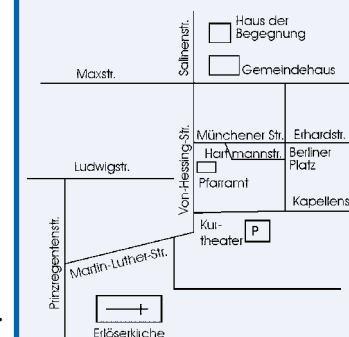 Haus der
Begegnung
Salinenstr.
Gemeindehaus
Maxstr.
Münchener Str.
Erhardstr.
Hartmannstr.
Berliner
Platz
Ludwigstr.
Von-Hessing-Str.
Pfarramt
Kapellens
Kur-
theater
P
Prinzregentenstr.
Martin-Luther-Str.
Erlöserkirche